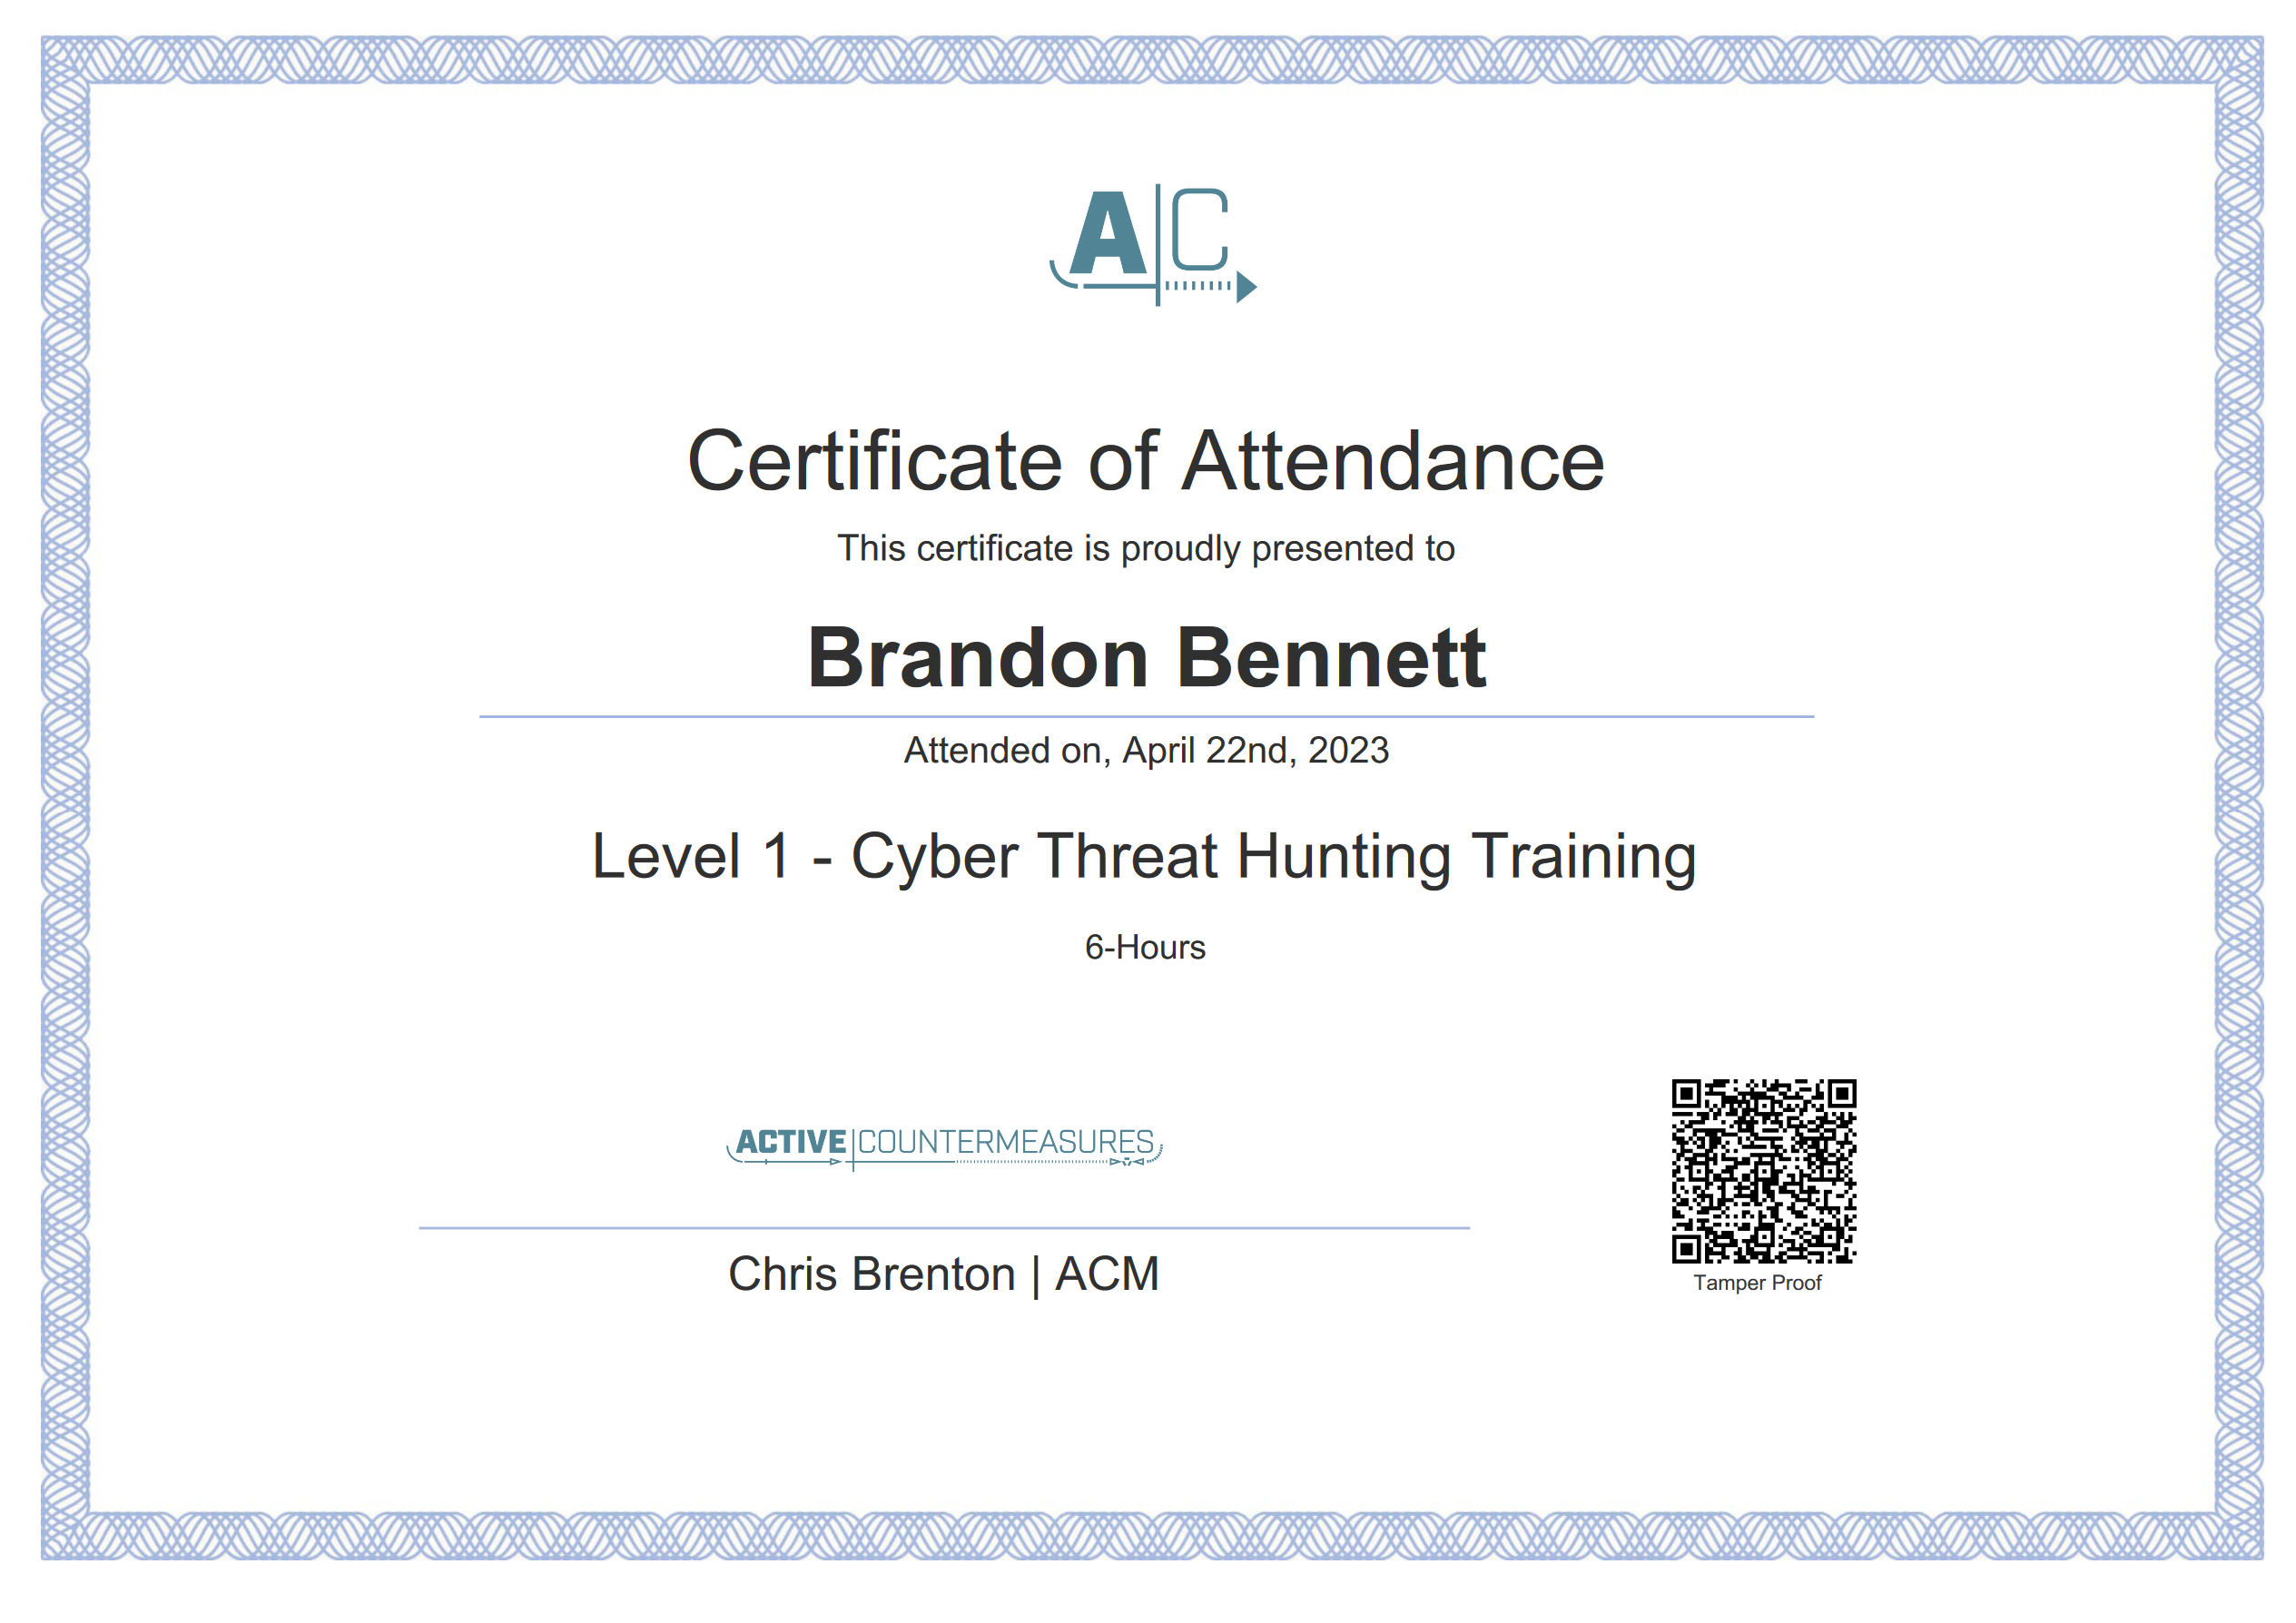 A|C
Certificate of Attendance
This certificate is proudly presented to
Brandon Bennett
Attended on, April 22nd, 2023
Level 1 - Cyber Threat Hunting Training
6-Hours
ACTIVE|COUNTERMEASURES
Chris Brenton | ACM
Tamper Proof